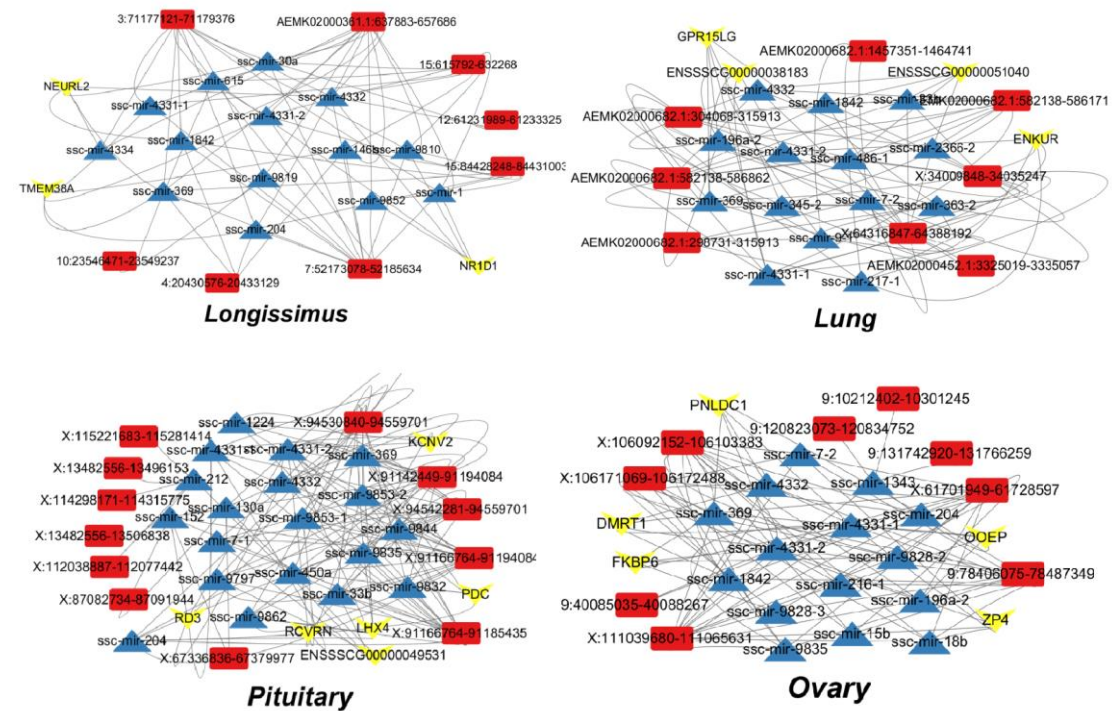 3:71177121-71179376
AEMK02000361.1:637883-657686
ssc-mir-30a
15:615792-632268
ssc-mir-615
NEURL2
ssc-mir-4332
ssc-mir-4331-1
ssc-mir-4331-2
12:61231989-61233325
ssc-mir-1842
ssc-mir-4334
ssc-mir-146b
ssc-mir-9810
15:84428248-84431003
ssc-mir-9819
TMEM38A
ssc-mir-369
ssc-mir-1
ssc-mir-9852
ssc-mir-204
10:23546471-23549237
7:52173078-52185634
NR1D1
4:20430576-20433129
Longissimus
GPR15LG
AEMK02000682.1:1457351-1464741
ENSSSCG00000038183
ENSSSCG00000051040
ssc-mir-4332
ssc-mir-1842
EMK02000682.1:582138-586171
AEMK02000682.1:304068-315913
ENKUR
ssc-mir-196a-2
ssc-mir-4331-2
ssc-mir-486-1
ssc-mir-2366-2
AEMK02000682.1:582138-586862
X:34009848-34035247
ssc-mir-369
ssc-mir-345-2
ssc-mir-7-2
ssc-mir-363-2
X:64316847-64388192
AEMK02000682.1:298731-315913
AEMK02000452.1:3325019-3335057
ssc-mir-4331-1
ssc-mir-217-1
Lung
ssc-mir-1224
X:94530840-94559701
X:115221683-115281414
KCNV2
ssc-mir-4331-2
ssc-mir-369
X:13482556-13496153
X:91142449-91194084
ssc-mir-212
ssc-mir-4332
ssc-mir-9853-2
X:114298171-114315775
ssc-mir-130a
X:94542281-94559701
ssc-mir-152
ssc-mir-9853-1
ssc-mir-9844
X:13482556-13506838
ssc-mir-7-1
ssc-mir-9835
X:91166764-91194084
X:112038887-112077442
ssc-mir-9797
ssc-mir-450a
ssc-mir-9832
X:87082734-87091944
ssc-mir-33b
PDC
RD3
ssc-mir-9862
RCVRN
LHX4
X:91166764-91185435
ssc-mir-204
X:67336836-67379977
ENSSSCG00000049531
Pituitary
9:10212402-10301245
PNLDC1
9:120823073-120834752
X:106092152-106103383
ssc-mir-7-2
9:131742920-131766259
X:106171069-106172488
ssc-mir-4332
ssc-mir-1343
X:61701949-61728597
ssc-mir-369
ssc-mir-204
DMRT1
ssc-mir-4331-1
OOEP
FKBP6
ssc-mir-4331-2
ssc-mir-9828-2
9:78406075-78487349
ssc-mir-1842
ssc-mir-216-1
ssc-mir-196a-2
9:40085035-40088267
ssc-mir-9828-3
ZP4
X:111039680-111065631
ssc-mir-15b
ssc-mir-18b
ssc-mir-9835
Ovary